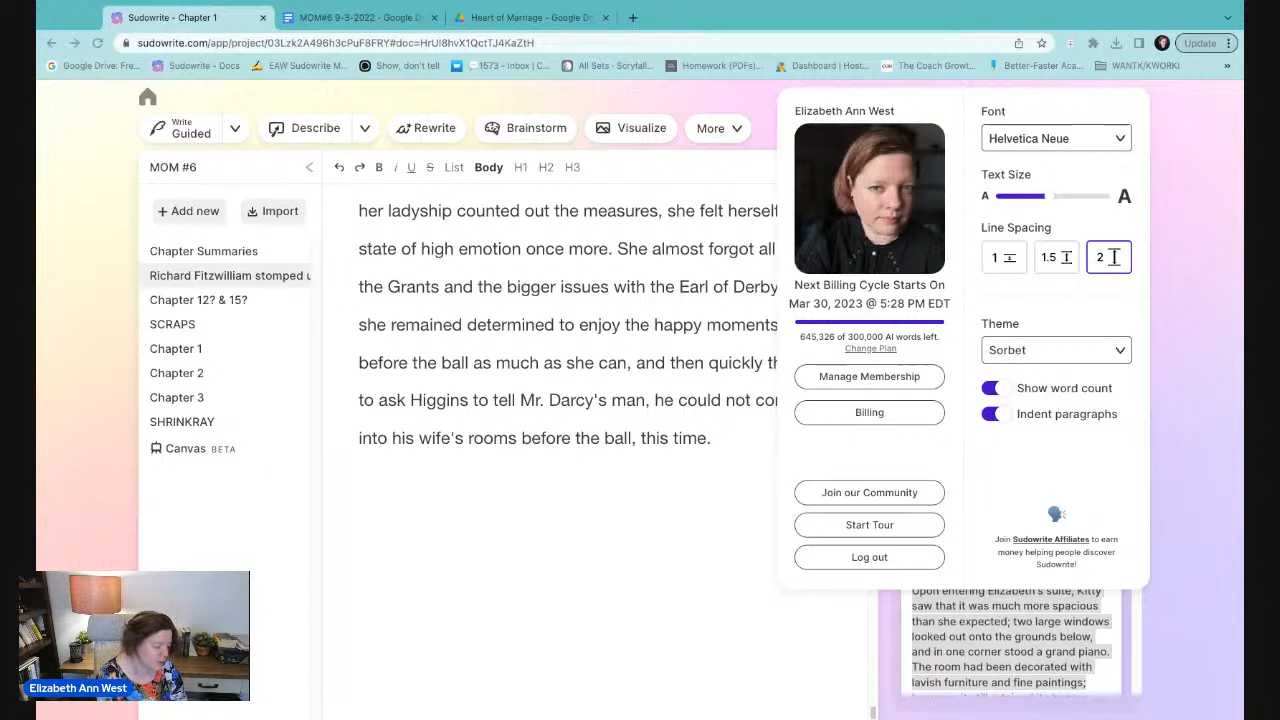 Sudowrite - Chapter 1
MOM#6 9-3-2022 - Google D
Heart of Marriage - Google Do
sudowrite.com/app/project/03Lzk2A496h3cPuF8FRY#doc=HrUl8hvX1QctTJ4KaZtH
Update
Google Drive: Fre...
Sudowrite - Docs
EAW Sudowrite M...
Show, don't tell
1573 – Inbox | C...
All Sets · Scryfall...
Homework (PDFs)...
Dashboard | Host...
The Coach Growt...
Better-Faster Aca...
WANTK/KWORKI
»
Write
Guided
Describe
Rewrite
Brainstorm
Visualize
More
MOM #6
B i U S List Body H1 H2 H3
+ Add new
Import
Chapter Summaries
Richard Fitzwilliam stomped u
Chapter 12? & 15?
SCRAPS
Chapter 1
Chapter 2
Chapter 3
SHRINKRAY
Canvas BETA
her ladyship counted out the measures, she felt herself
state of high emotion once more. She almost forgot all
the Grants and the bigger issues with the Earl of Derby
she remained determined to enjoy the happy moments
before the ball as much as she can, and then quickly th
to ask Higgins to tell Mr. Darcy's man, he could not cor
into his wife's rooms before the ball, this time.
Elizabeth Ann West
Next Billing Cycle Starts On
Mar 30, 2023 @ 5:28 PM EDT
645,326 of 300,000 AI words left.
Change Plan
Manage Membership
Billing
Join our Community
Start Tour
Log out
Font
Helvetica Neue
Text Size
A A
Line Spacing
1 1.5 2
Theme
Sorbet
Show word count
Indent paragraphs
Join Sudowrite Affiliates to earn
money helping people discover
Sudowrite!
Upon entering Elizabeth's suite, Kitty
saw that it was much more spacious
than she expected; two large windows
looked out onto the grounds below,
and in one corner stood a grand piano.
The room had been decorated with
lavish furniture and fine paintings;
Elizabeth Ann West